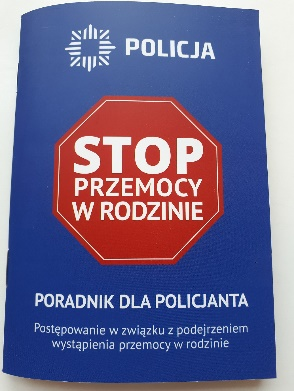 POLICJA
STOP
PRZEMOCY
W RODZINIE
PORADNIK DLA POLICJANTA
Postępowanie w związku z podejrzeniem
wystąpienia przemocy w rodzinie